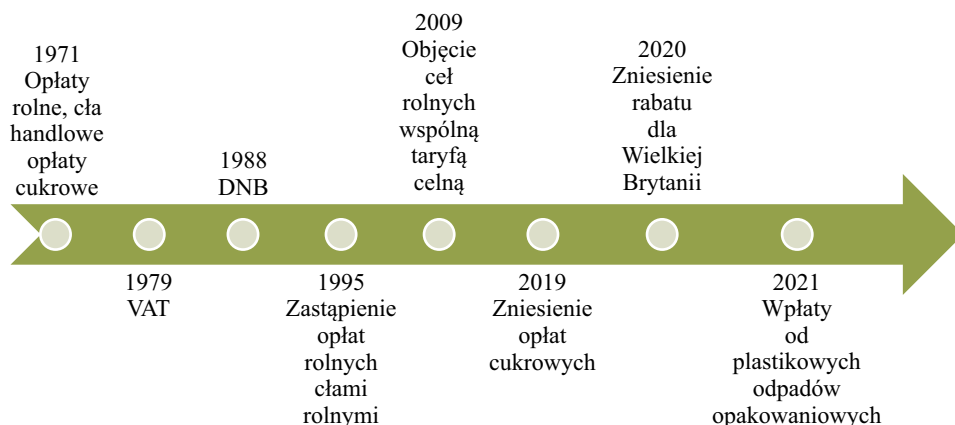 1971
Opłaty
rolne, cła
handlowe
opłaty
cukrowe
1979
VAT
1988
DNB
1995
Zastąpienie
opłat
rolnych
cłami
rolnymi
2009
Objęcie
ceł
rolnych
wspólną
taryfą
celną
2019
Zniesienie
opłat
cukrowych
2020
Zniesienie
rabatu
dla
Wielkiej
Brytanii
2021
Wpłaty
od
plastikowych
odpadów
opakowaniowych